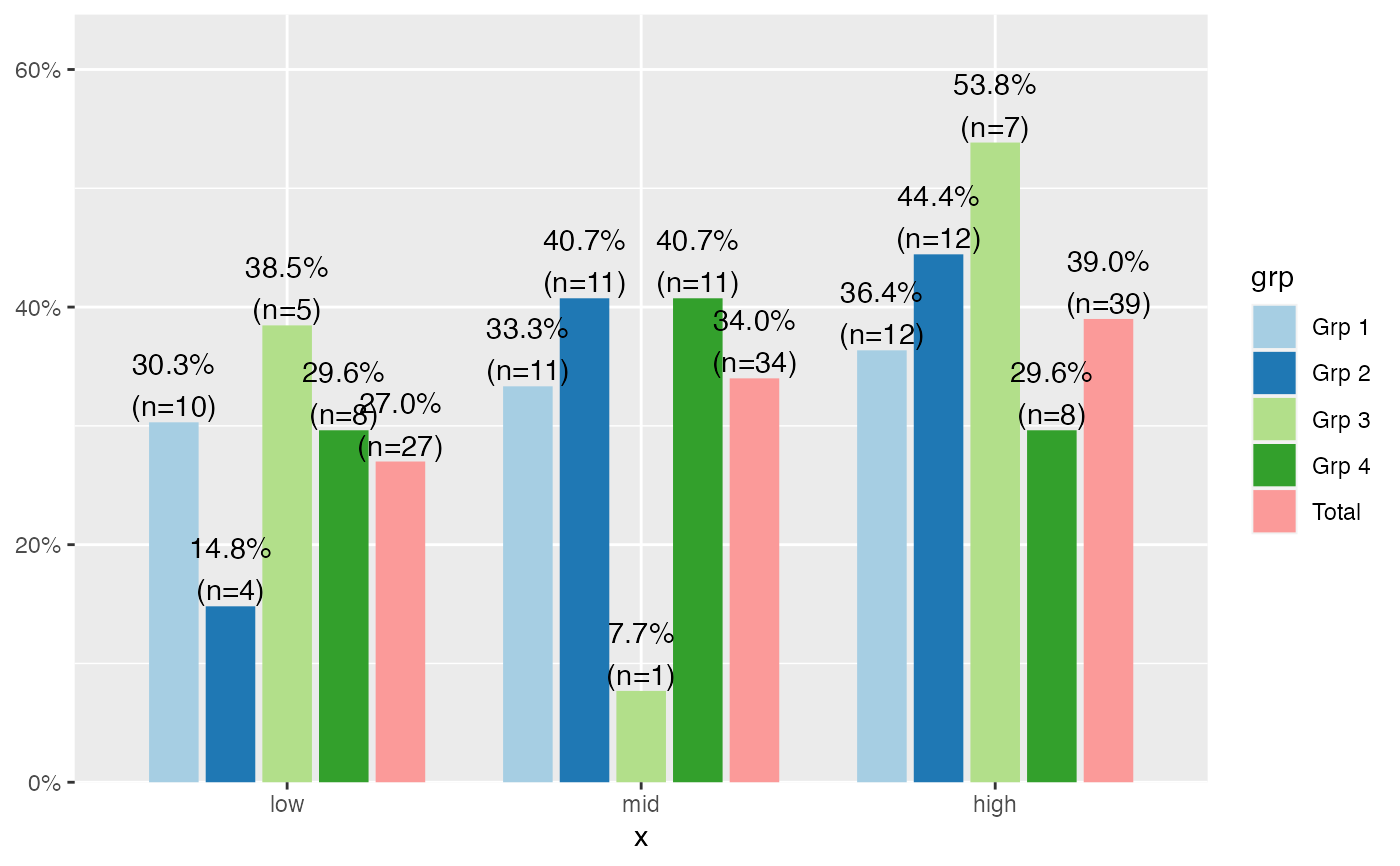 60%
40%
20%
0%
30.3%
(n=10)
14.8%
(n=4)
38.5%
(n=5)
29.6%
(n=8)
27.0%
(n=27)
33.3%
(n=11)
40.7%
(n=11)
7.7%
(n=1)
40.7%
(n=11)
34.0%
(n=34)
36.4%
(n=12)
44.4%
(n=12)
53.8%
(n=7)
29.6%
(n=8)
39.0%
(n=39)
low
mid
high
x
grp
Grp 1
Grp 2
Grp 3
Grp 4
Total